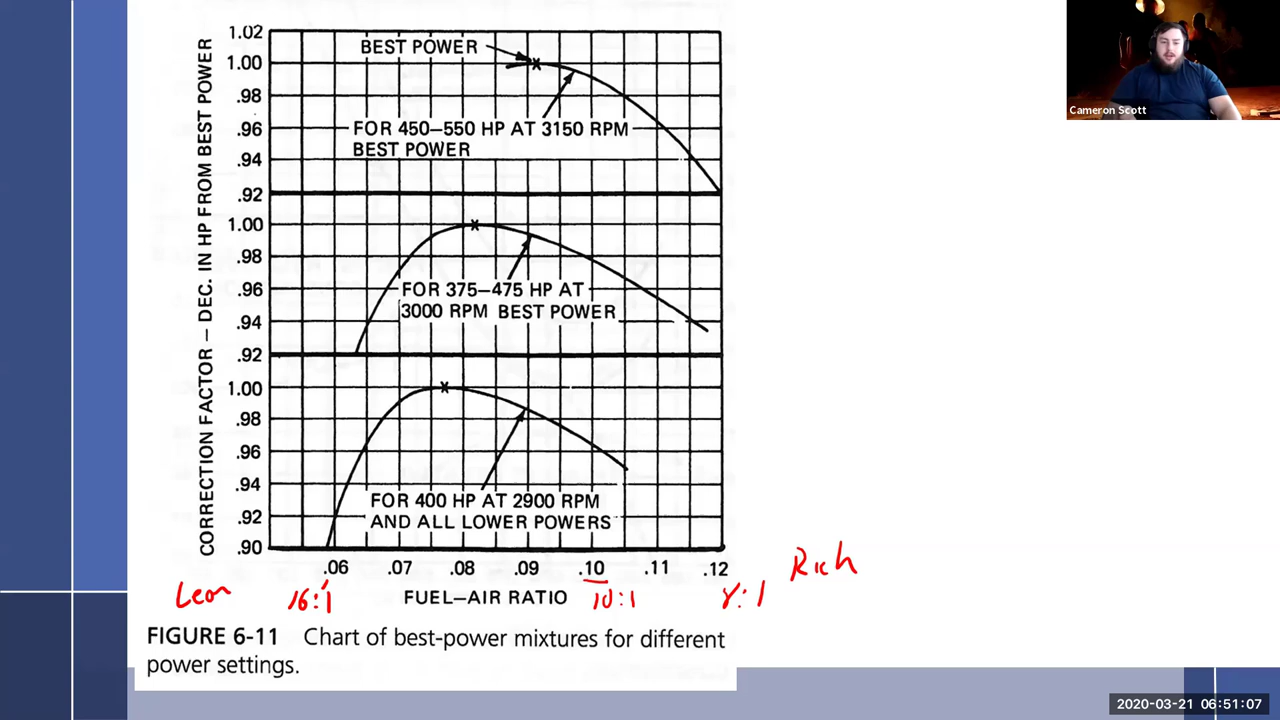 Cameron Scott
CORRECTION FACTOR – DEC. IN HP FROM BEST POWER
1.02
1.00
.98
.96
.94
.92
BEST POWER
FOR 450–550 HP AT 3150 RPM
BEST POWER
1.00
.98
.96
.94
.92
FOR 375–475 HP AT
3000 RPM BEST POWER
1.00
.98
.96
.94
.92
.90
FOR 400 HP AT 2900 RPM
AND ALL LOWER POWERS
.06 .07 .08 .09 .10 .11 .12
Rich
Lean 16:1 FUEL–AIR RATIO 10:1 8:1
FIGURE 6-11 Chart of best-power mixtures for different
power settings.
2020-03-21 06:51:07